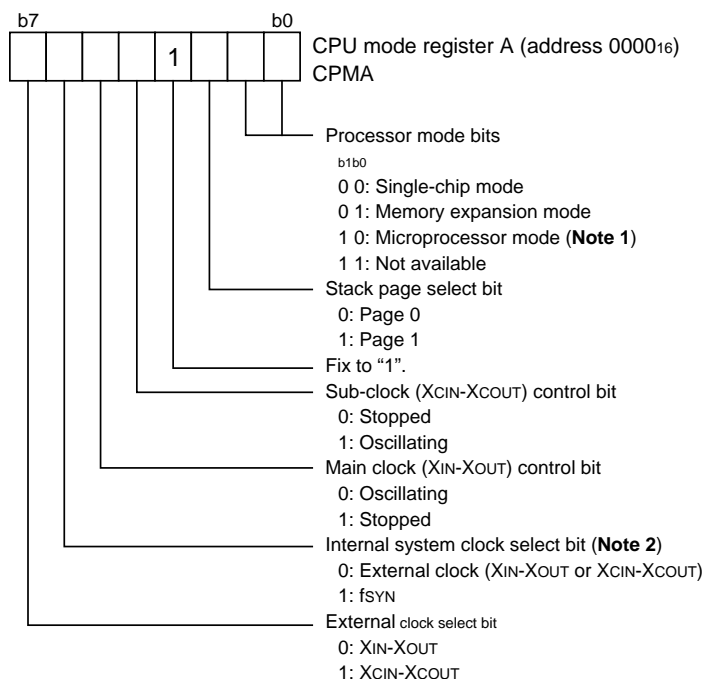 b7 b0
1
CPU mode register A (address 0000₁₆)
CPMA
Processor mode bits
b1b0
0 0: Single-chip mode
0 1: Memory expansion mode
1 0: Microprocessor mode (Note 1)
1 1: Not available
Stack page select bit
0: Page 0
1: Page 1
Fix to “1”.
Sub-clock (XCIN-XCOUT) control bit
0: Stopped
1: Oscillating
Main clock (XIN-XOUT) control bit
0: Oscillating
1: Stopped
Internal system clock select bit (Note 2)
0: External clock (XIN-XOUT or XCIN-XCOUT)
1: fSYN
External clock select bit
0: XIN-XOUT
1: XCIN-XCOUT